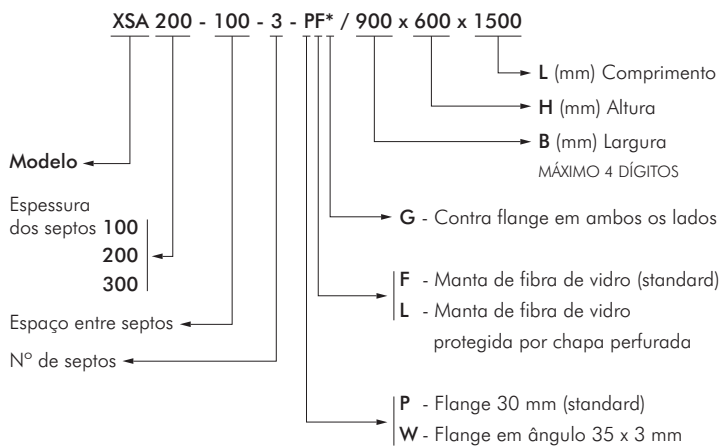 XSA 200 - 100 - 3 - PF* / 900 x 600 x 1500
L (mm) Comprimento
H (mm) Altura
B (mm) Largura
MÁXIMO 4 DÍGITOS
Modelo
Espessura
dos septos 100
200
300
G - Contra flange em ambos os lados
F - Manta de fibra de vidro (standard)
L - Manta de fibra de vidro
protegida por chapa perfurada
Espaço entre septos
Nº de septos
P - Flange 30 mm (standard)
W - Flange em ângulo 35 x 3 mm